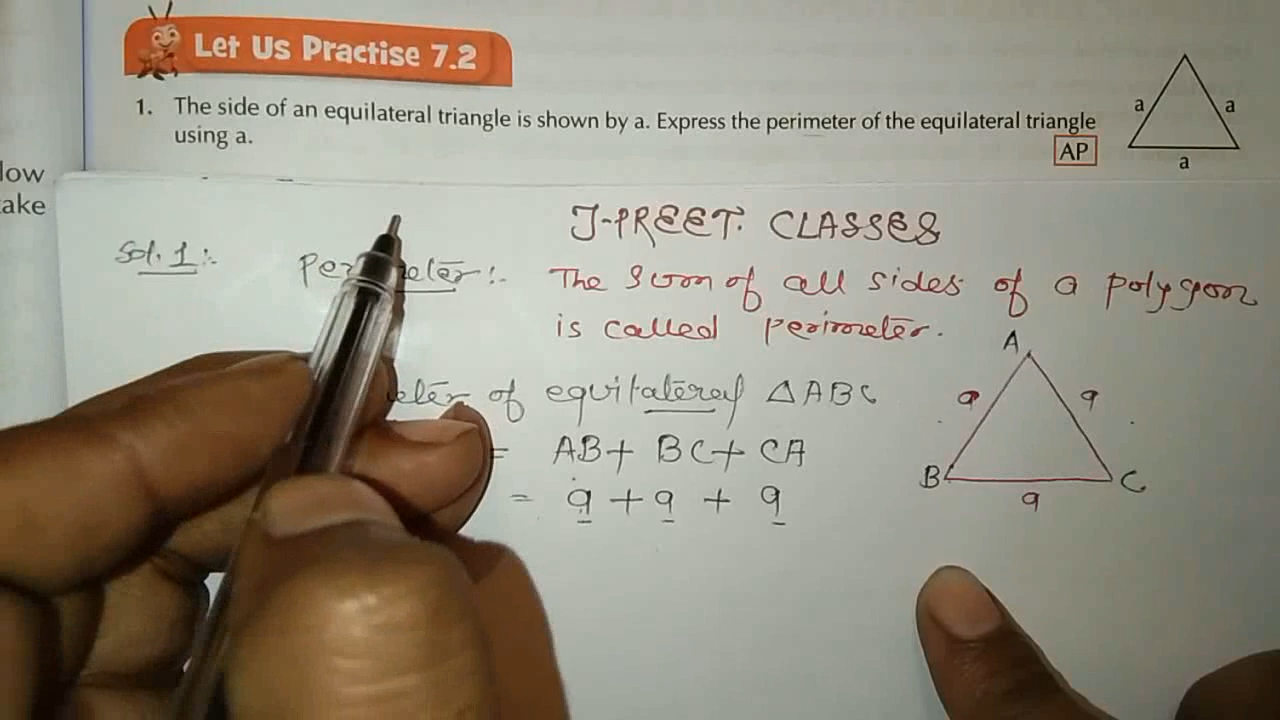 Let Us Practise 7.2
1. The side of an equilateral triangle is shown by a. Express the perimeter of the equilateral triangle
using a.
AP
a a
a
low
take
J-PREET. CLASSES
Sol. 1:-
:- The Sum of all sides of a polygon
is called perimeter.
A
of equilateral △ABC
a a
= AB + BC + CA
B C
a
= a + a + a